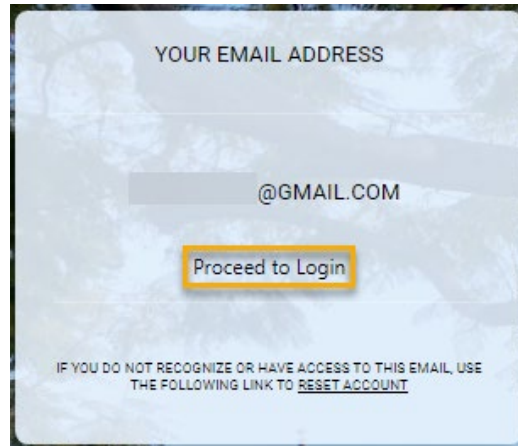 YOUR EMAIL ADDRESS
@GMAIL.COM
Proceed to Login
IF YOU DO NOT RECOGNIZE OR HAVE ACCESS TO THIS EMAIL, USE
THE FOLLOWING LINK TO RESET ACCOUNT